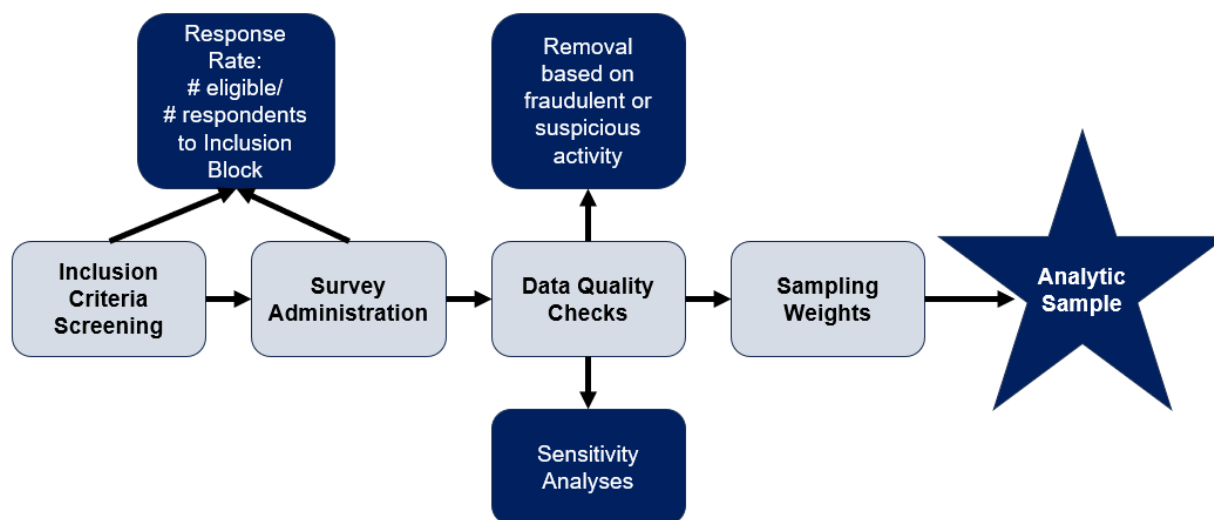 Response
Rate:
# eligible/
# respondents
to Inclusion
Block
Removal
based on
fraudulent or
suspicious
activity
Inclusion
Criteria
Screening
Survey
Administration
Data Quality
Checks
Sampling
Weights
Analytic
Sample
Sensitivity
Analyses